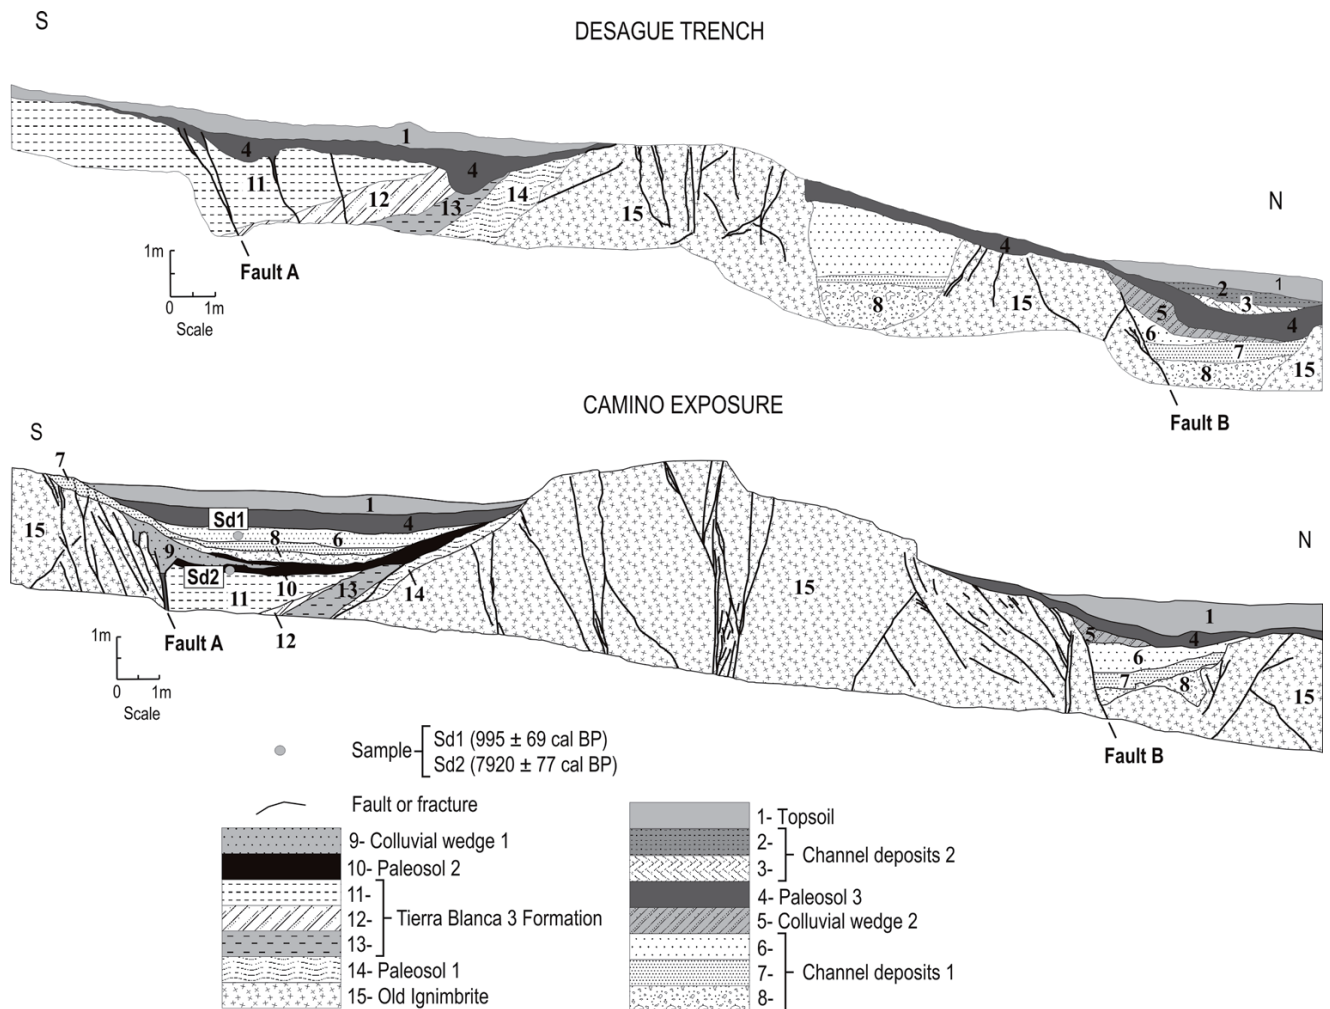 S
DESAGUE TRENCH
1
4
4
11
12
13
14
15
N
Fault A
1m
0
1m
Scale
8
4
15
1
2
3
5
4
6
7
8
15
Fault B
CAMINO EXPOSURE
S
7
1
Sd1
4
6
8
15
9
Sd2
10
11
13
14
12
Fault A
1m
0
1m
Scale
15
N
1
5
4
6
7
8
15
Fault B
Sample
Sd1 (995 ± 69 cal BP)
Sd2 (7920 ± 77 cal BP)
Fault or fracture
9- Colluvial wedge 1
10- Paleosol 2
11-
12- Tierra Blanca 3 Formation
13-
14- Paleosol 1
15- Old Ignimbrite
1- Topsoil
2-
Channel deposits 2
3-
4- Paleosol 3
5- Colluvial wedge 2
6-
7- Channel deposits 1
8-